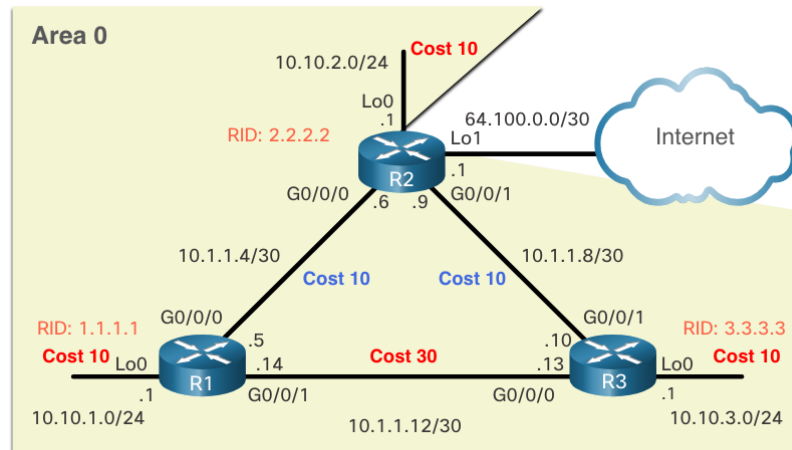 Area 0
Cost 10
10.10.2.0/24
Lo0
.1
64.100.0.0/30
Internet
RID: 2.2.2.2
Lo1
.1
R2
G0/0/0
.6
.9
G0/0/1
10.1.1.4/30
10.1.1.8/30
Cost 10
Cost 10
RID: 1.1.1.1
G0/0/0
G0/0/1
RID: 3.3.3.3
Cost 10
.5
Cost 30
.10
Cost 10
Lo0
.14
.13
Lo0
.1
R1
R3
.1
G0/0/1
G0/0/0
10.10.1.0/24
10.1.1.12/30
10.10.3.0/24